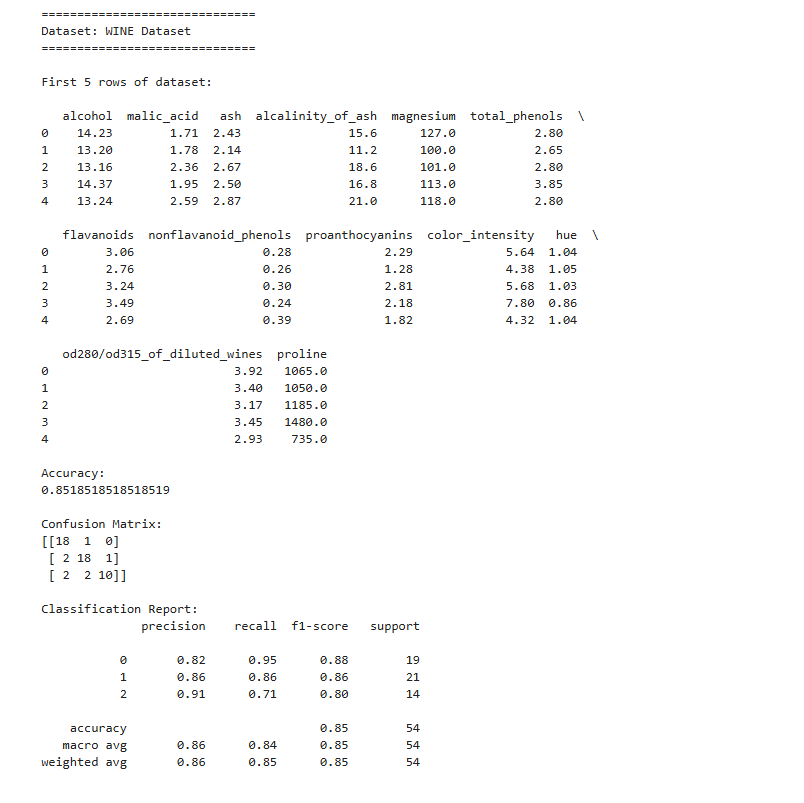 ==============================
Dataset: WINE Dataset
==============================
First 5 rows of dataset:
   alcohol  malic_acid   ash  alcalinity_of_ash  magnesium  total_phenols  \
0    14.23        1.71  2.43               15.6      127.0           2.80
1    13.20        1.78  2.14               11.2      100.0           2.65
2    13.16        2.36  2.67               18.6      101.0           2.80
3    14.37        1.95  2.50               16.8      113.0           3.85
4    13.24        2.59  2.87               21.0      118.0           2.80
   flavanoids  nonflavanoid_phenols  proanthocyanins  color_intensity   hue  \
0        3.06                  0.28             2.29             5.64  1.04
1        2.76                  0.26             1.28             4.38  1.05
2        3.24                  0.30             2.81             5.68  1.03
3        3.49                  0.24             2.18             7.80  0.86
4        2.69                  0.39             1.82             4.32  1.04
   od280/od315_of_diluted_wines  proline
0                          3.92   1065.0
1                          3.40   1050.0
2                          3.17   1185.0
3                          3.45   1480.0
4                          2.93    735.0
Accuracy:
0.8518518518518519
Confusion Matrix:
[[18  1  0]
 [ 2 18  1]
 [ 2  2 10]]
Classification Report:
              precision    recall  f1-score   support
           0       0.82      0.95      0.88        19
           1       0.86      0.86      0.86        21
           2       0.91      0.71      0.80        14
    accuracy                           0.85        54
   macro avg       0.86      0.84      0.85        54
weighted avg       0.86      0.85      0.85        54